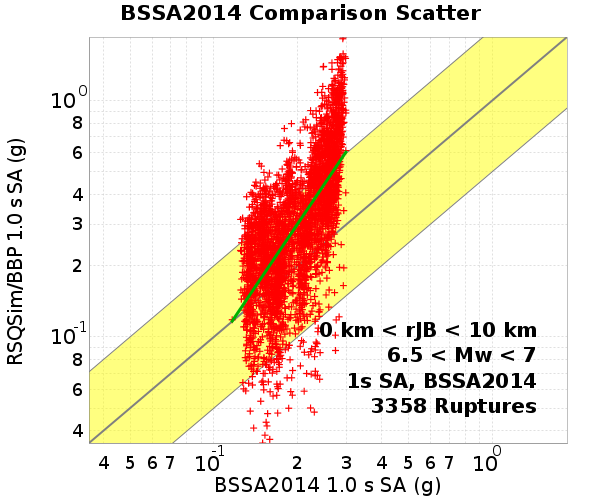 BSSA2014 Comparison Scatter
RSQSim/BBP 1.0 s SA (g)
10^0
8
6
4
3
2
10^-1
8
6
4
0 km < rJB < 10 km
6.5 < Mw < 7
1s SA, BSSA2014
3358 Ruptures
4 5 6 7 10^-1 2 3 4 5 6 7 10^0
BSSA2014 1.0 s SA (g)